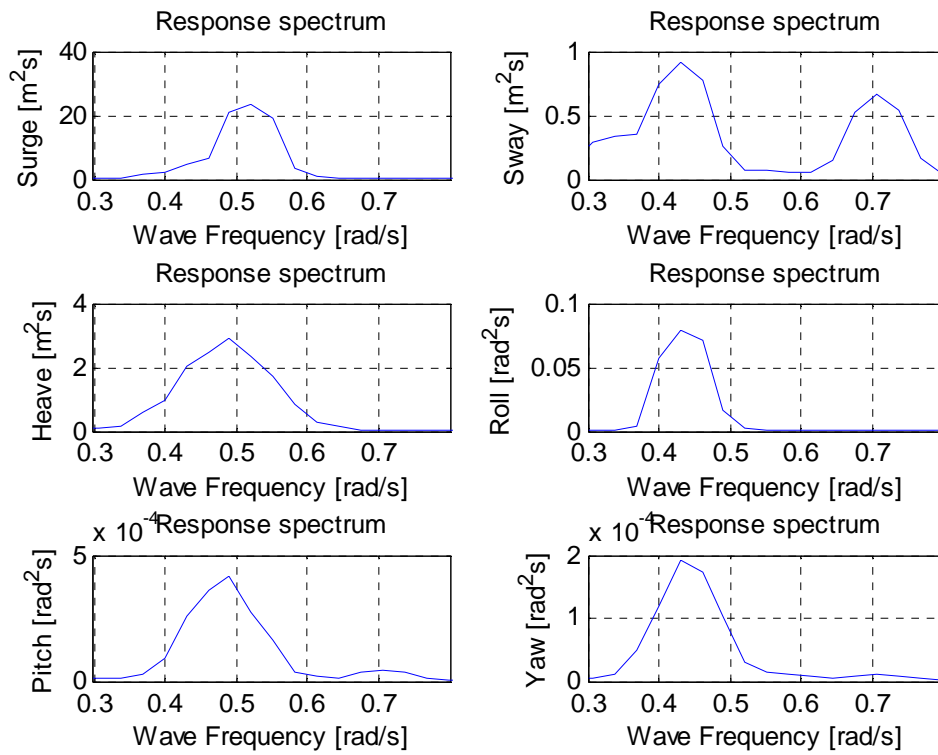 Response spectrum
40
20
0
Surge [m²s]
0.3 0.4 0.5 0.6 0.7
Wave Frequency [rad/s]
Response spectrum
1
0.5
0
Sway [m²s]
0.3 0.4 0.5 0.6 0.7
Wave Frequency [rad/s]
Response spectrum
4
2
0
Heave [m²s]
0.3 0.4 0.5 0.6 0.7
Wave Frequency [rad/s]
Response spectrum
0.1
0.05
0
Roll [rad²s]
0.3 0.4 0.5 0.6 0.7
Wave Frequency [rad/s]
x 10⁻⁴ Response spectrum
5
0
Pitch [rad²s]
0.3 0.4 0.5 0.6 0.7
Wave Frequency [rad/s]
x 10⁻⁴ Response spectrum
2
1
0
Yaw [rad²s]
0.3 0.4 0.5 0.6 0.7
Wave Frequency [rad/s]